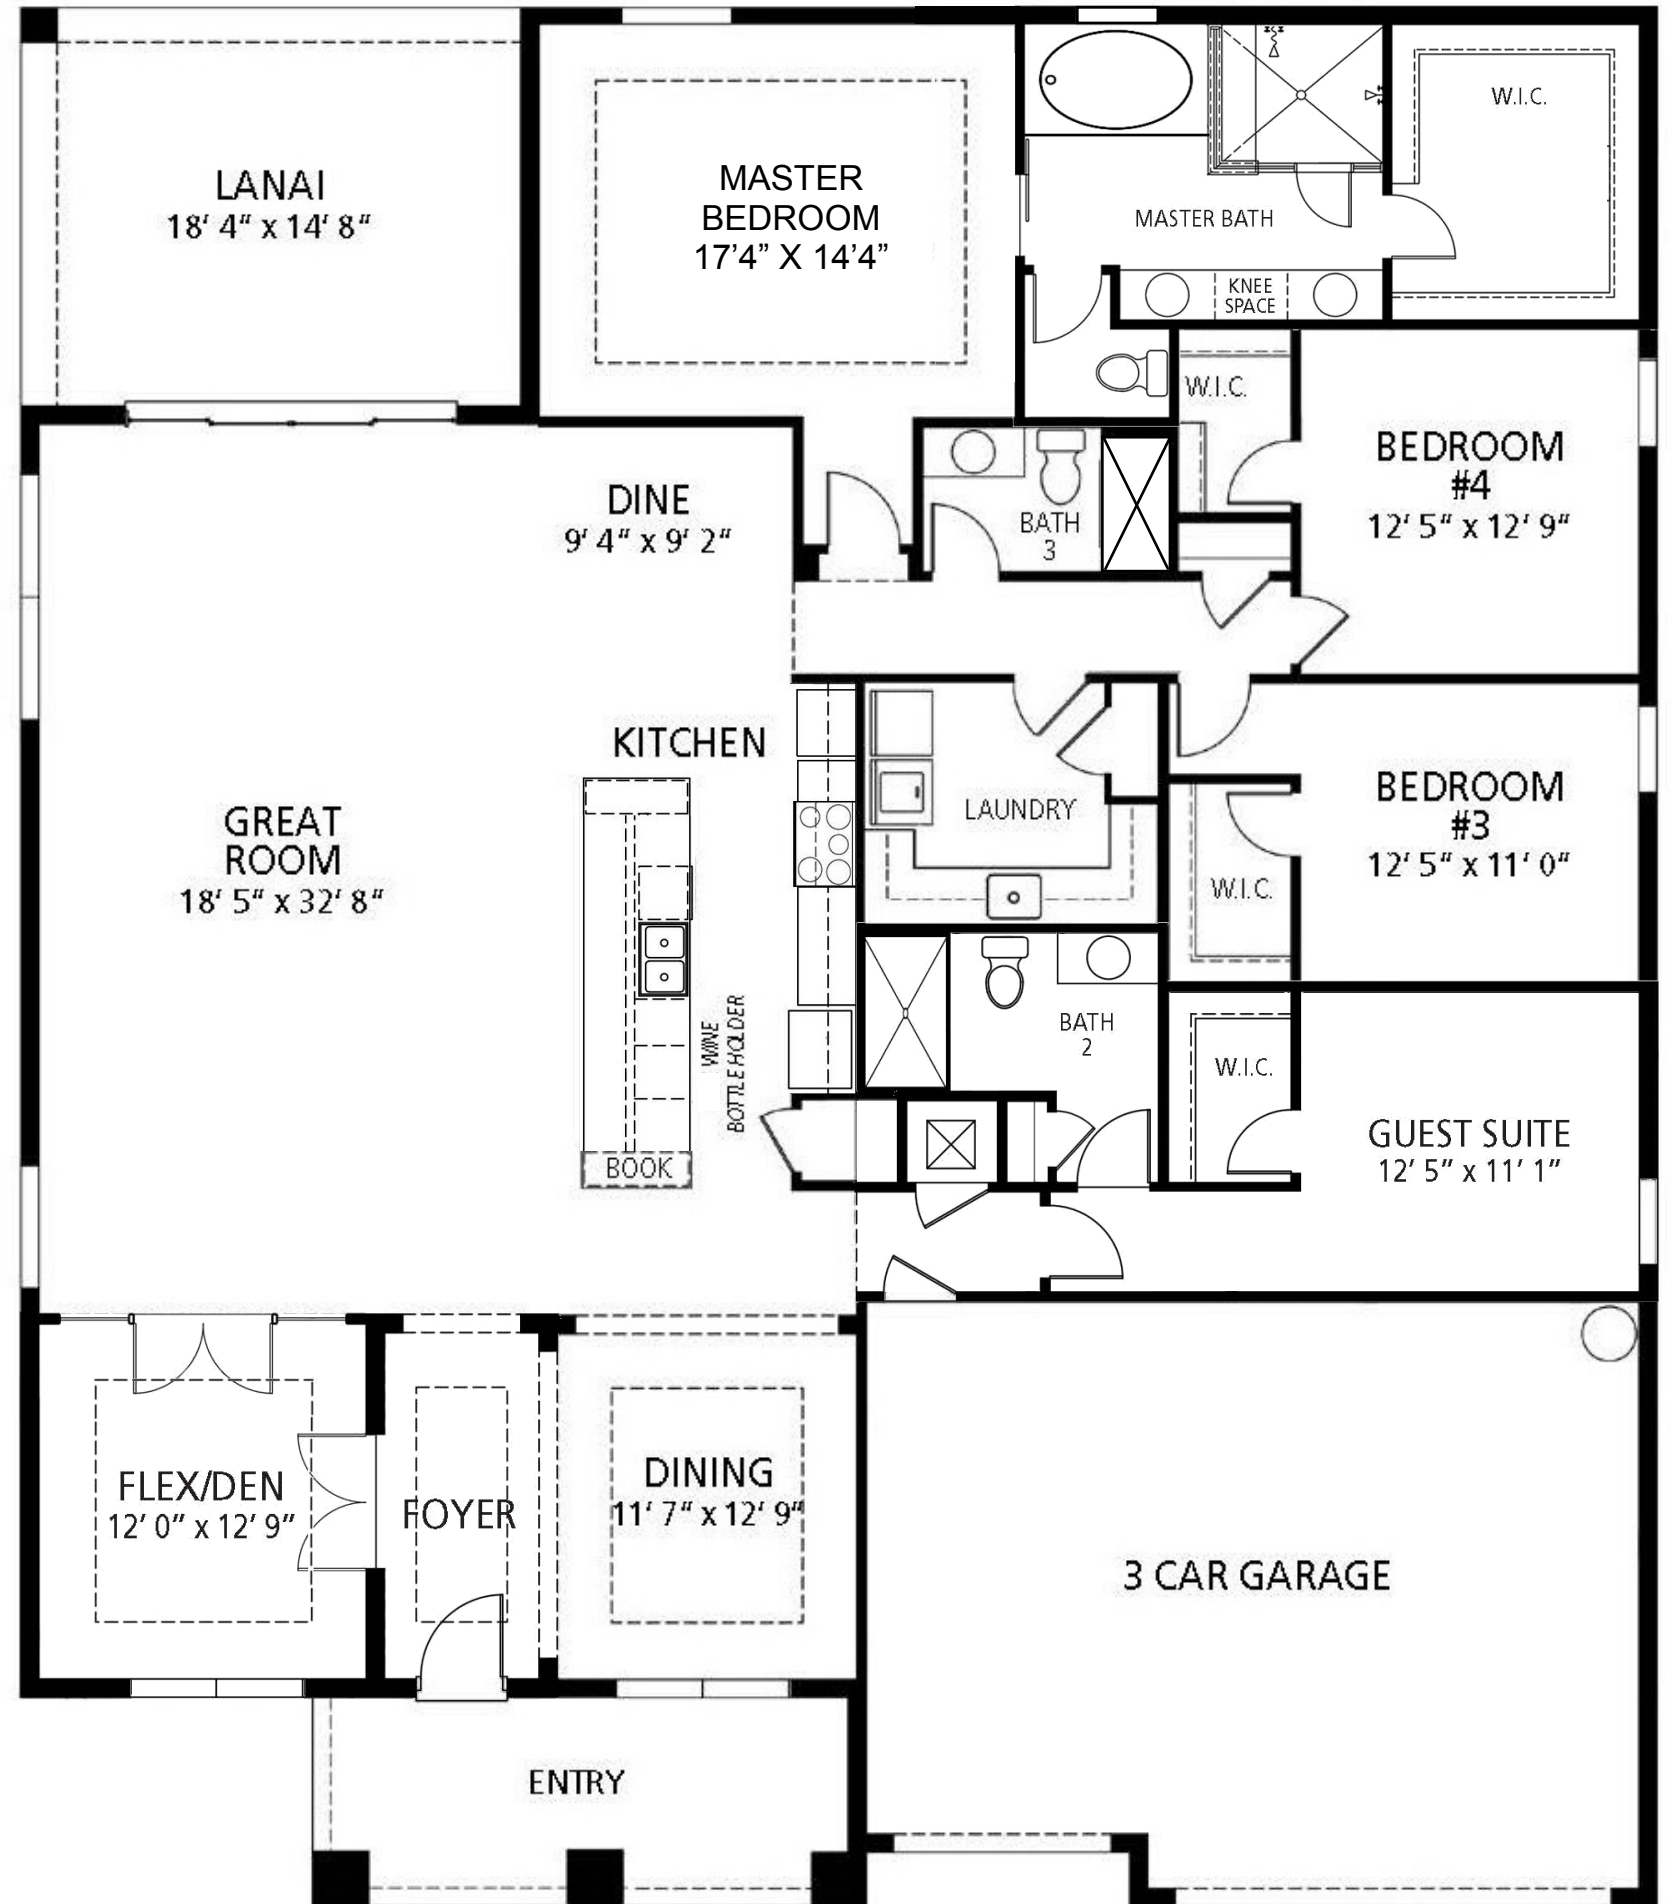 LANAI
18' 4" x 14' 8"
MASTER
BEDROOM
17’4” X 14’4”
MASTER BATH
KNEE
SPACE
W.I.C.
W.I.C.
BEDROOM
#4
12' 5" x 12' 9"
DINE
9' 4" x 9' 2"
BATH
3
KITCHEN
GREAT
ROOM
18' 5" x 32' 8"
LAUNDRY
BEDROOM
#3
12' 5" x 11' 0"
W.I.C.
WINE
BOTTLE HOLDER
BATH
2
W.I.C.
GUEST SUITE
12' 5" x 11' 1"
BOOK
FLEX/DEN
12' 0" x 12' 9"
FOYER
DINING
11' 7" x 12' 9"
3 CAR GARAGE
ENTRY